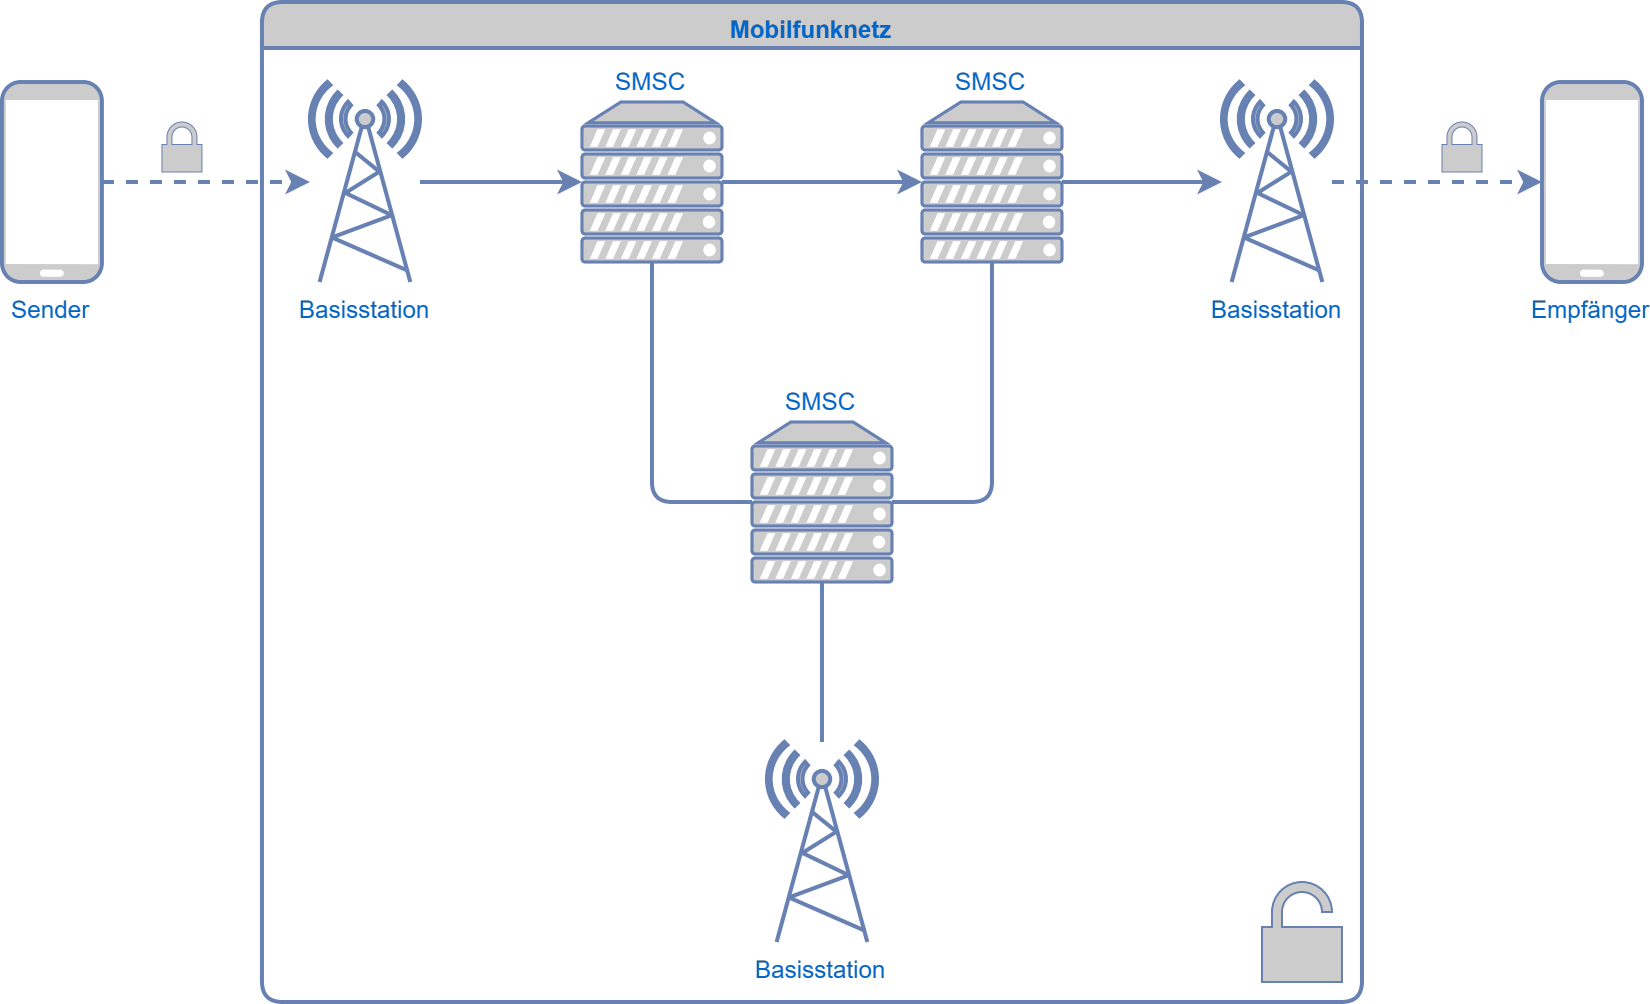 Mobilfunknetz
SMSC
SMSC
Sender
Basisstation
Basisstation
Empfänger
SMSC
Basisstation